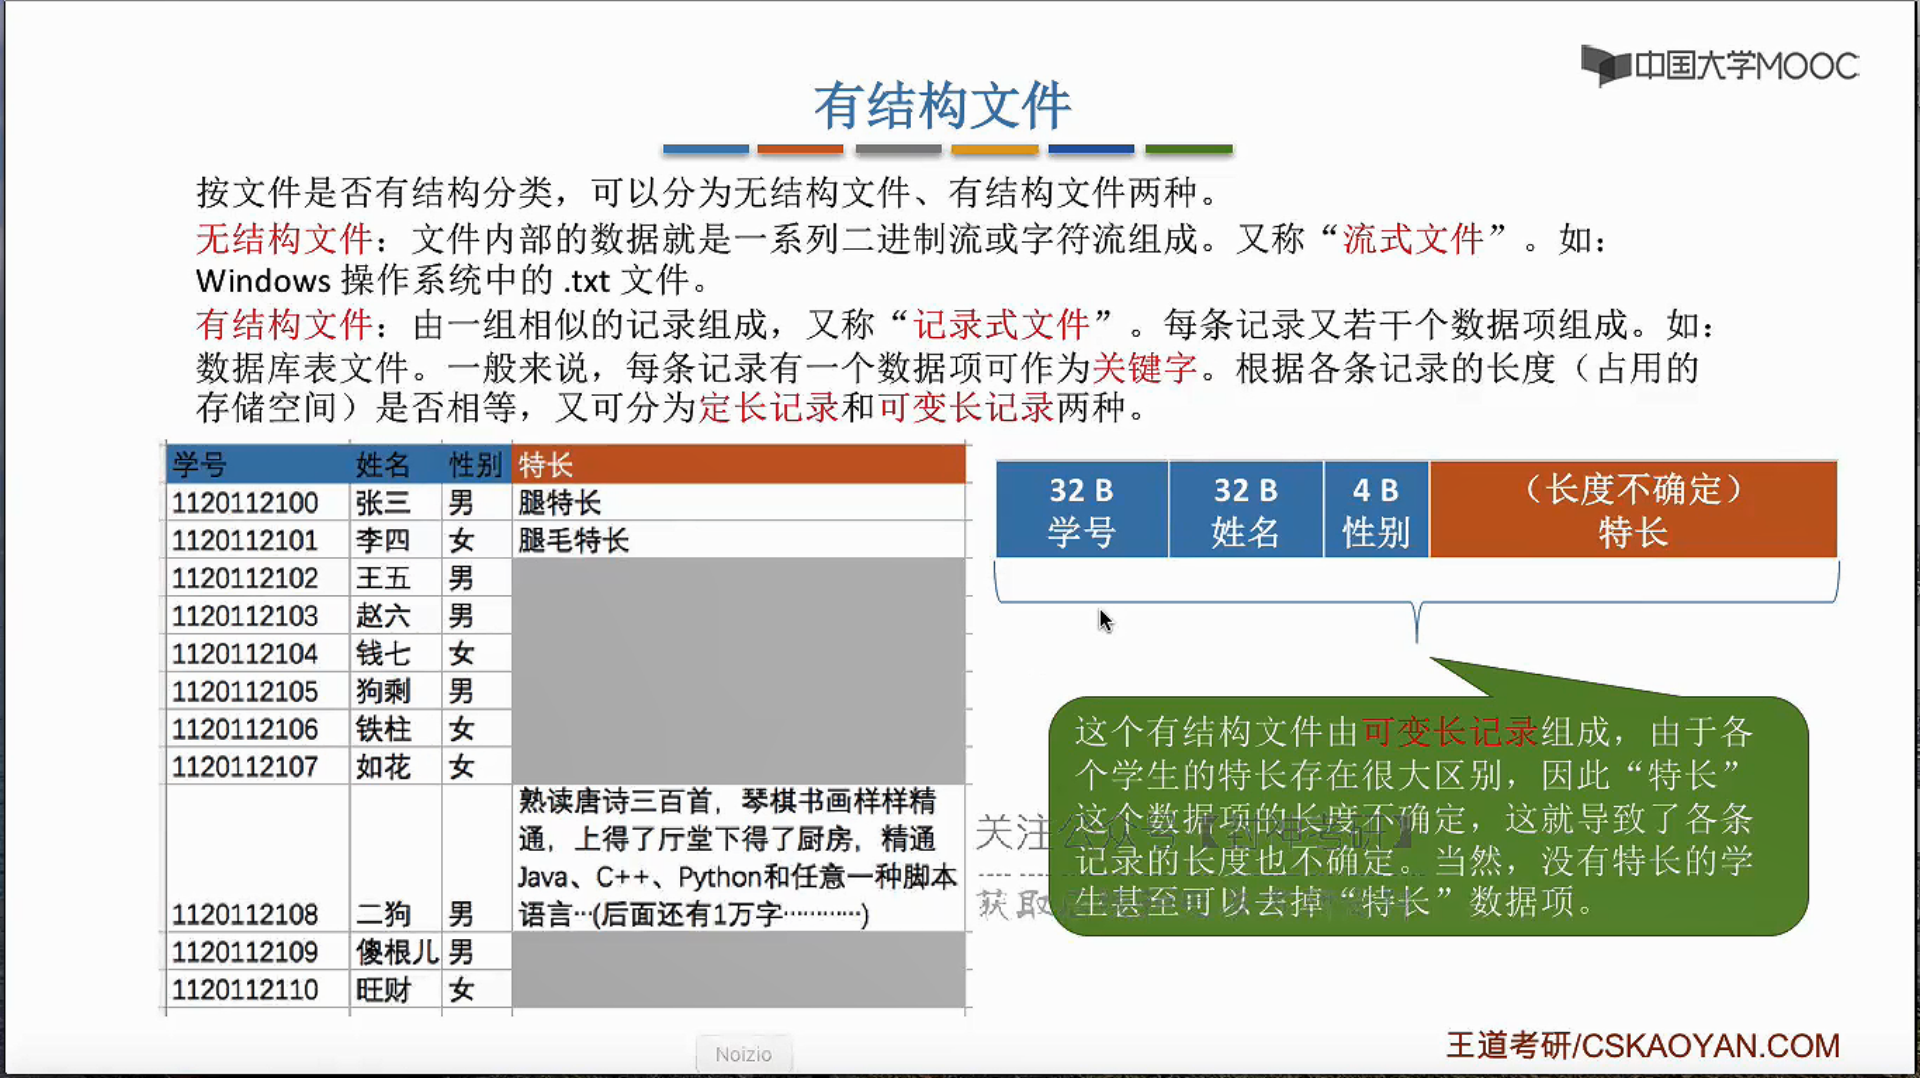 中国大学MOOC
有结构文件
按文件是否有结构分类，可以分为无结构文件、有结构文件两种。
无结构文件：文件内部的数据就是一系列二进制流或字符流组成。又称“流式文件”。如：
Windows 操作系统中的 .txt 文件。
有结构文件：由一组相似的记录组成，又称“记录式文件”。每条记录又若干个数据项组成。如：
数据库表文件。一般来说，每条记录有一个数据项可作为关键字。根据各条记录的长度（占用的
存储空间）是否相等，又可分为定长记录和可变长记录两种。
学号 姓名 性别 特长
1120112100 张三 男 腿特长
1120112101 李四 女 腿毛特长
1120112102 王五 男
1120112103 赵六 男
1120112104 钱七 女
1120112105 狗剩 男
1120112106 铁柱 女
1120112107 如花 女
熟读唐诗三百首，琴棋书画样样精
通，上得了厅堂下得了厨房，精通
Java、C++、Python和任意一种脚本
1120112108 二狗 男 语言…(后面还有1万字…………)
1120112109 傻根儿 男
1120112110 旺财 女
32 B 32 B 4 B （长度不确定）
学号 姓名 性别 特长
这个有结构文件由可变长记录组成，由于各
个学生的特长存在很大区别，因此“特长”
这个数据项的长度不确定，这就导致了各条
记录的长度也不确定。当然，没有特长的学
生甚至可以去掉“特长”数据项。
关注公众号【封神考研】
获取
Noizio
王道考研/CSKAOYAN.COM